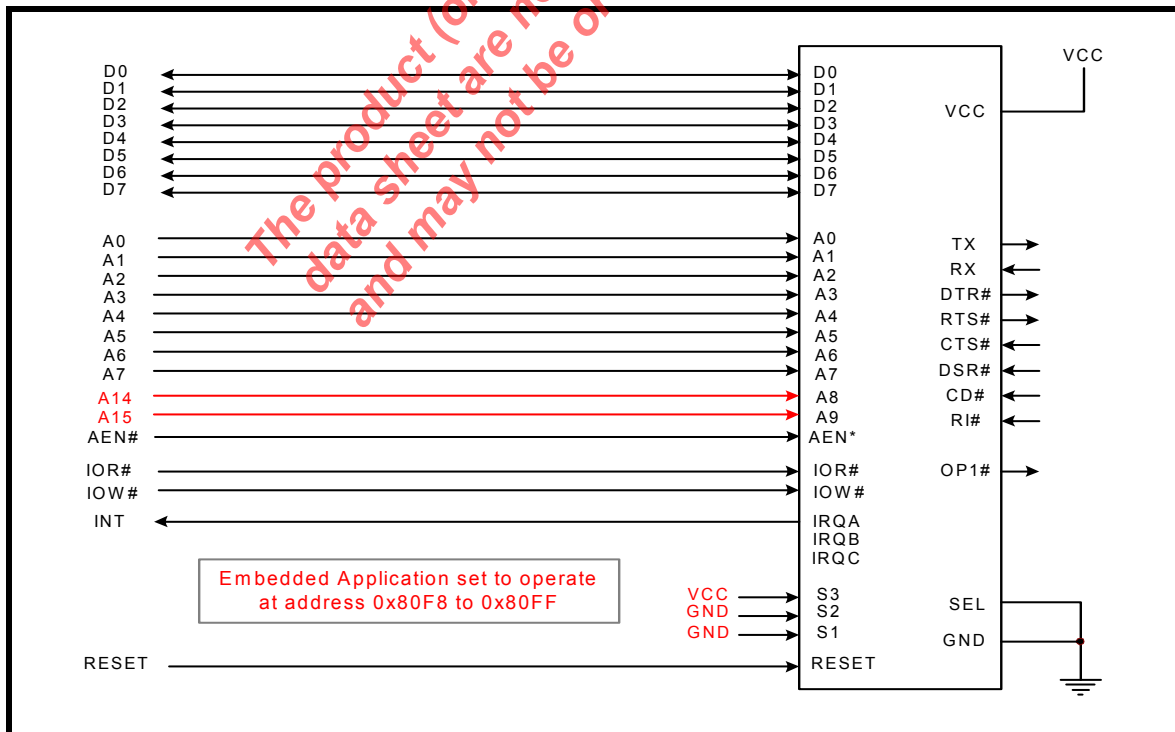 The product (or
data sheet are no
and may not be or
VCC
D0 D0
D1 D1
D2 D2
D3 D3
D4 D4
D5 D5
D6 D6
D7 D7
VCC
A0 A0
A1 A1
A2 A2
A3 A3
A4 A4
A5 A5
A6 A6
A7 A7
A14 A8
A15 A9
AEN# AEN*
IOR# IOR#
IOW# IOW#
INT IRQA
IRQB
IRQC
TX
RX
DTR#
RTS#
CTS#
DSR#
CD#
RI#
OP1#
Embedded Application set to operate
at address 0x80F8 to 0x80FF
VCC S3
GND S2
GND S1
SEL
GND
RESET RESET